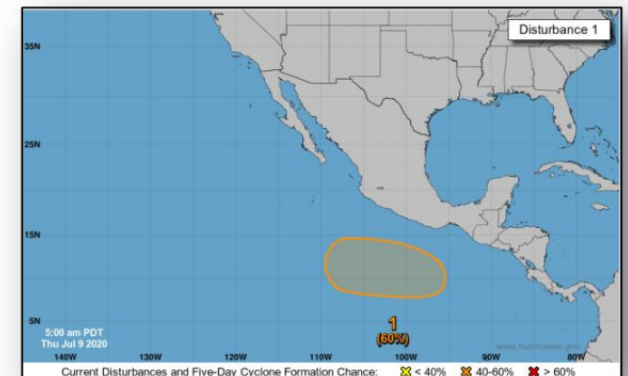 Disturbance 1
35N
25N
15N
5N
1
(60%)
5:00 am PDT
Thu Jul 9 2020
www.hurricanes.gov
140W 130W 120W 110W 100W 90W 80W
Current Disturbances and Five-Day Cyclone Formation Chance: < 40% 40-60% > 60%